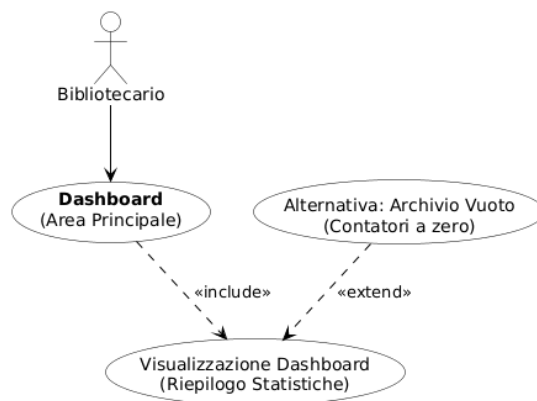 Bibliotecario
Dashboard
(Area Principale)
Alternativa: Archivio Vuoto
(Contatori a zero)
«include»
«extend»
Visualizzazione Dashboard
(Riepilogo Statistiche)